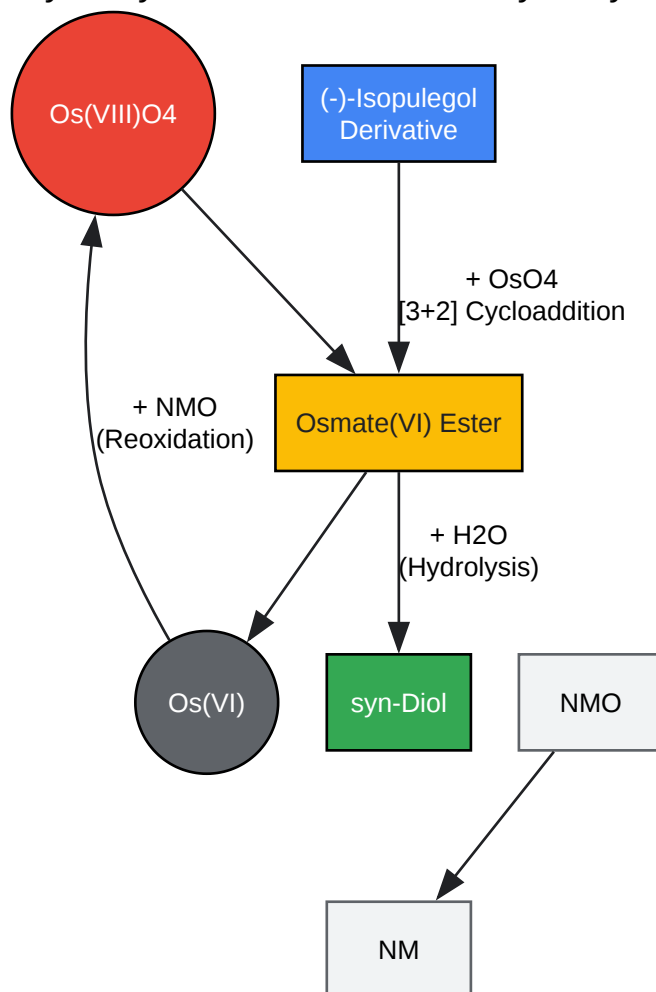 Os(VIII)O4
(-)-Isopulegol
Derivative
+ OsO4
[3+2] Cycloaddition
+ NMO
(Reoxidation)
Osmate(VI) Ester
+ H2O
(Hydrolysis)
Os(VI)
syn-Diol
NMO
NM